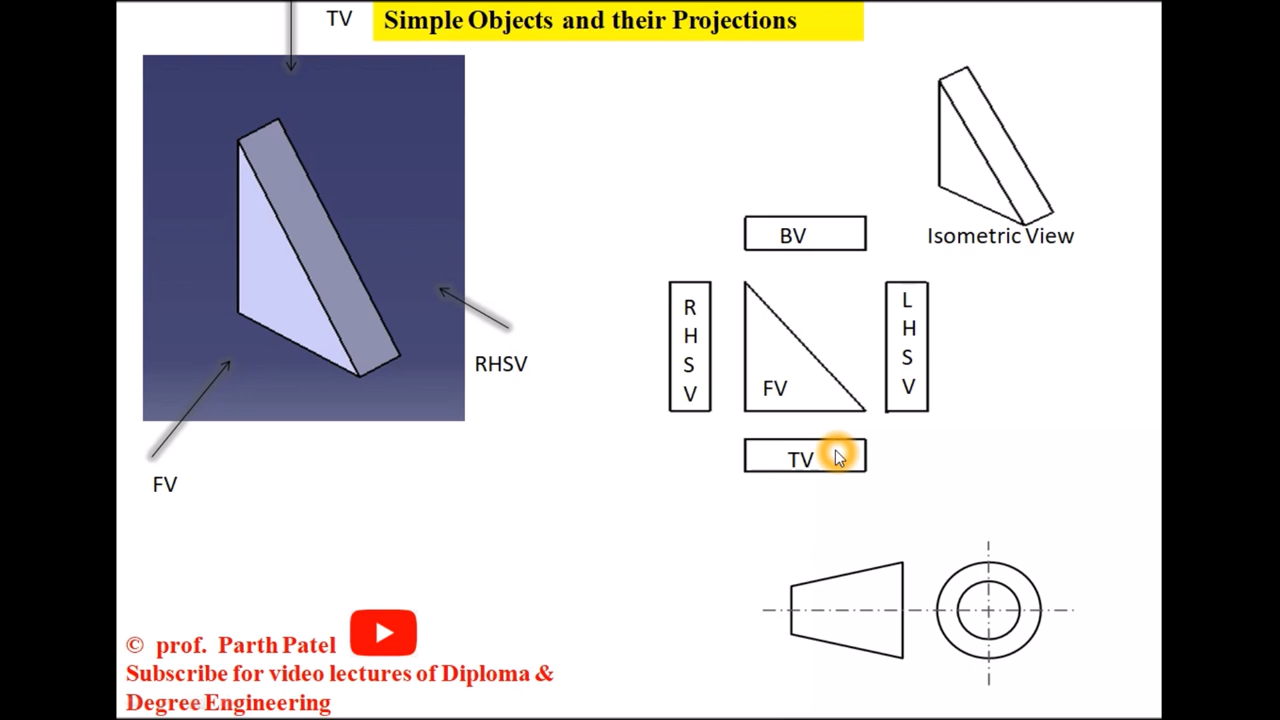 TV
Simple Objects and their Projections
BV
Isometric View
R
H
S
V
L
H
S
V
RHSV
FV
FV
TV
© prof. Parth Patel
Subscribe for video lectures of Diploma &
Degree Engineering